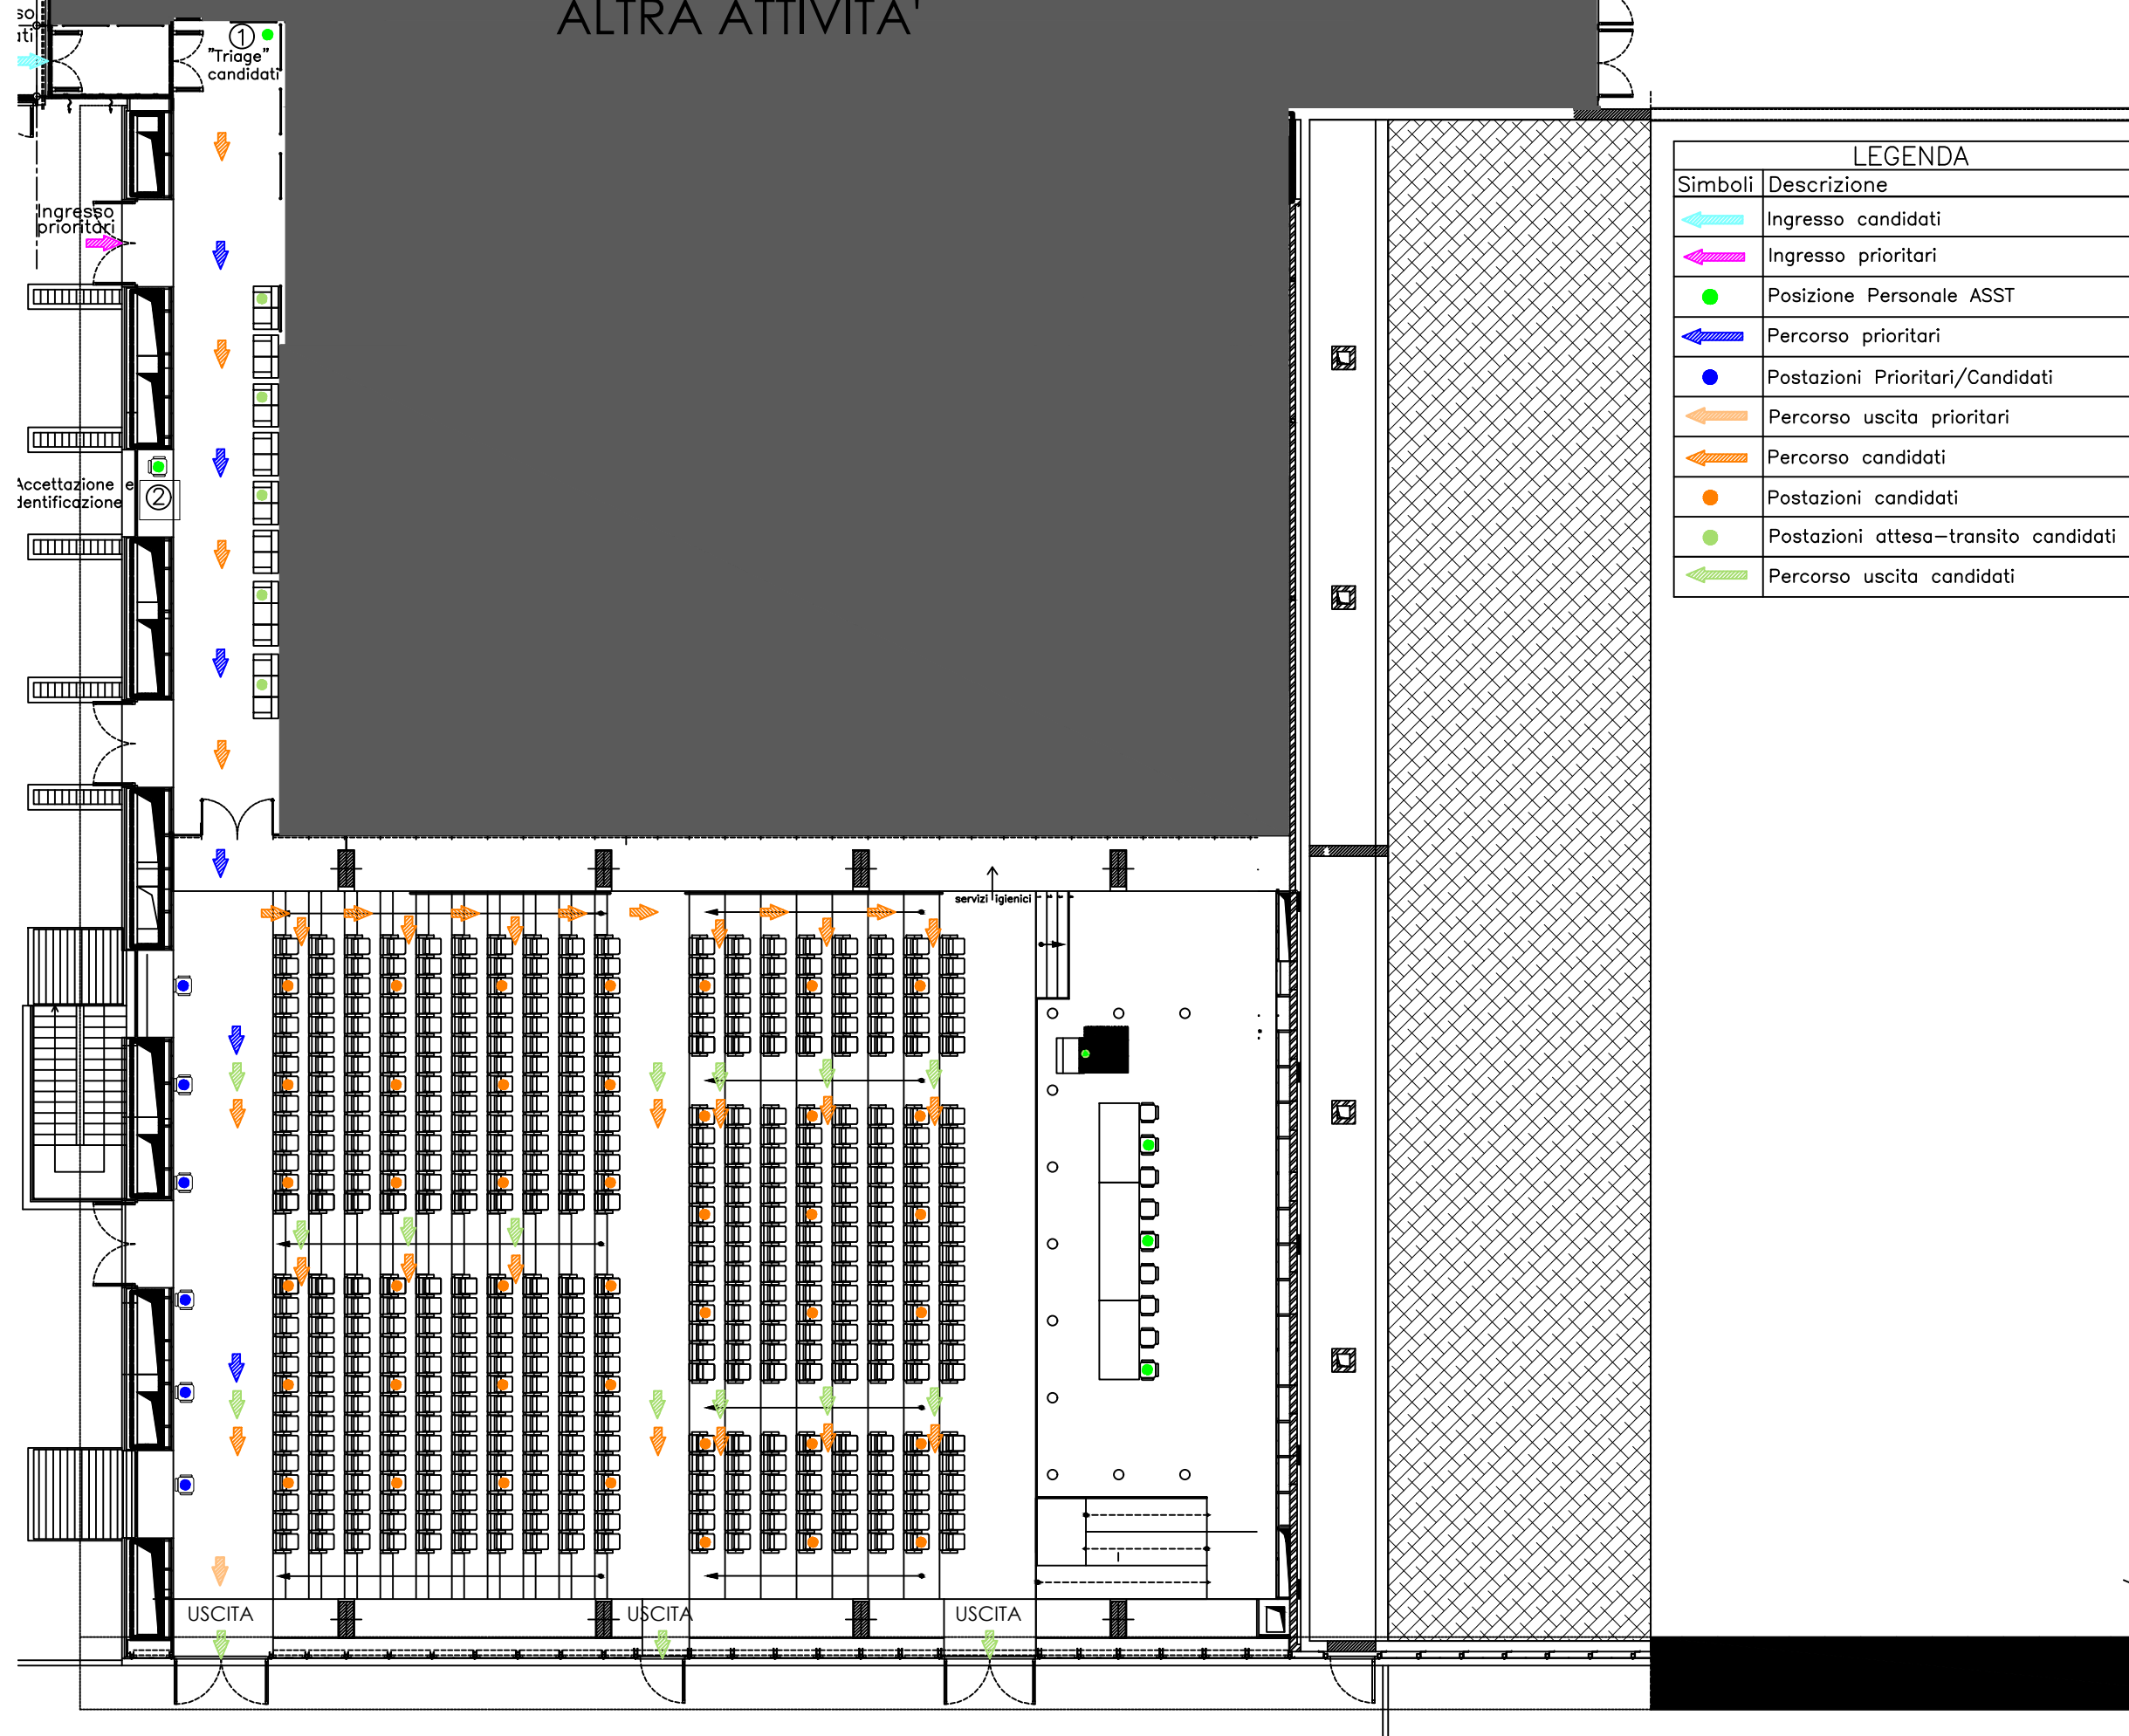 ALTRA ATTIVITA'
so
ati
1
"Triage"
candidati
Ingresso
prioritari
Accettazione e
identificazione
2
LEGENDA
Simboli Descrizione
Ingresso candidati
Ingresso prioritari
Posizione Personale ASST
Percorso prioritari
Postazioni Prioritari/Candidati
Percorso uscita prioritari
Percorso candidati
Postazioni candidati
Postazioni attesa-transito candidati
Percorso uscita candidati
servizi igienici
USCITA
USCITA
USCITA